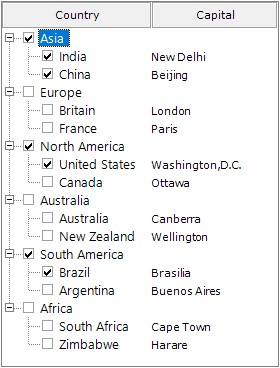 Country Capital
Asia
India New Delhi
China Beijing
Europe
Britain London
France Paris
North America
United States Washington,D.C.
Canada Ottawa
Australia
Australia Canberra
New Zealand Wellington
South America
Brazil Brasilia
Argentina Buenos Aires
Africa
South Africa Cape Town
Zimbabwe Harare